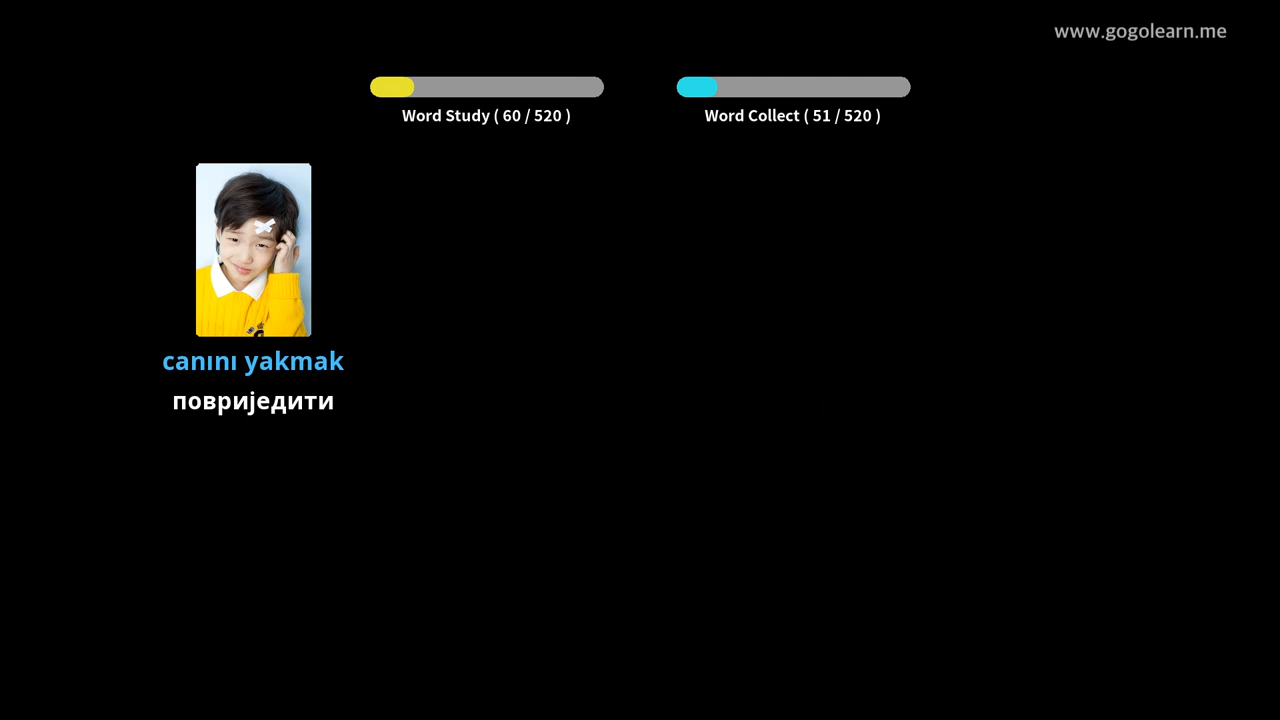 www.gogolearn.me
Word Study ( 60 / 520 )
Word Collect ( 51 / 520 )
canını yakmak
повриједити